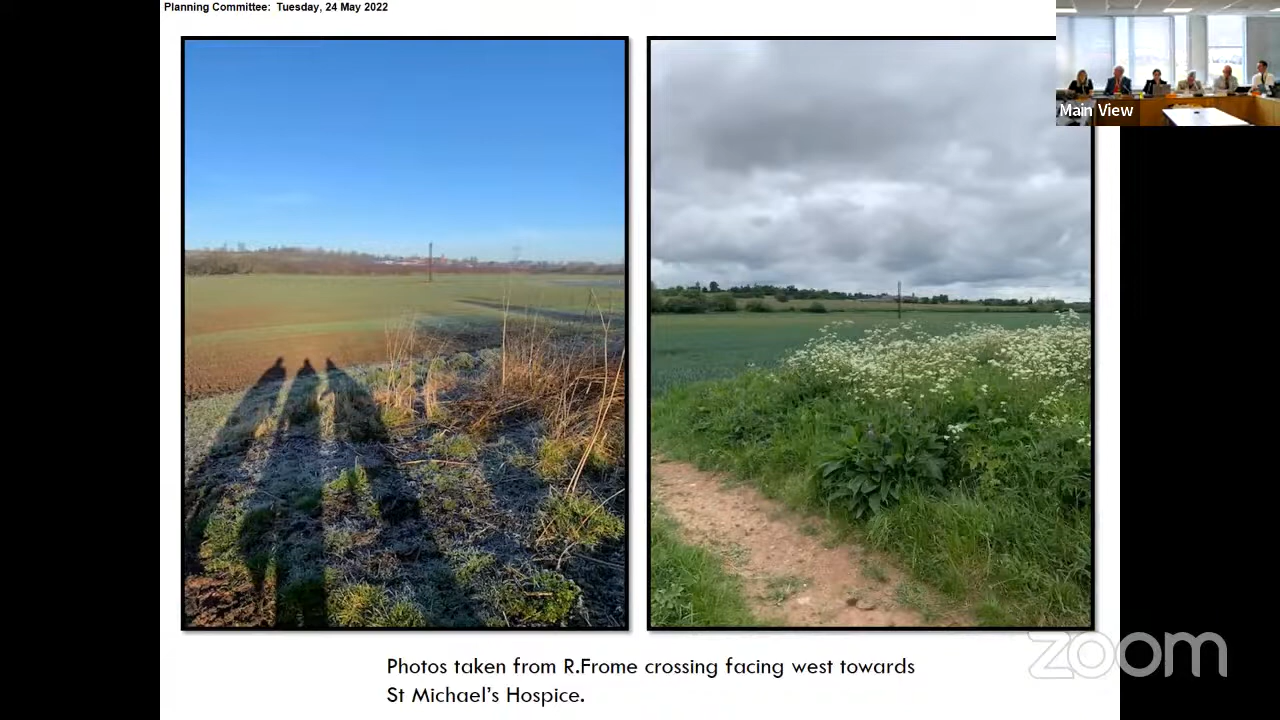 Planning Committee: Tuesday, 24 May 2022
Main View
Photos taken from R.Frome crossing facing west towards
St Michael's Hospice.
zoom